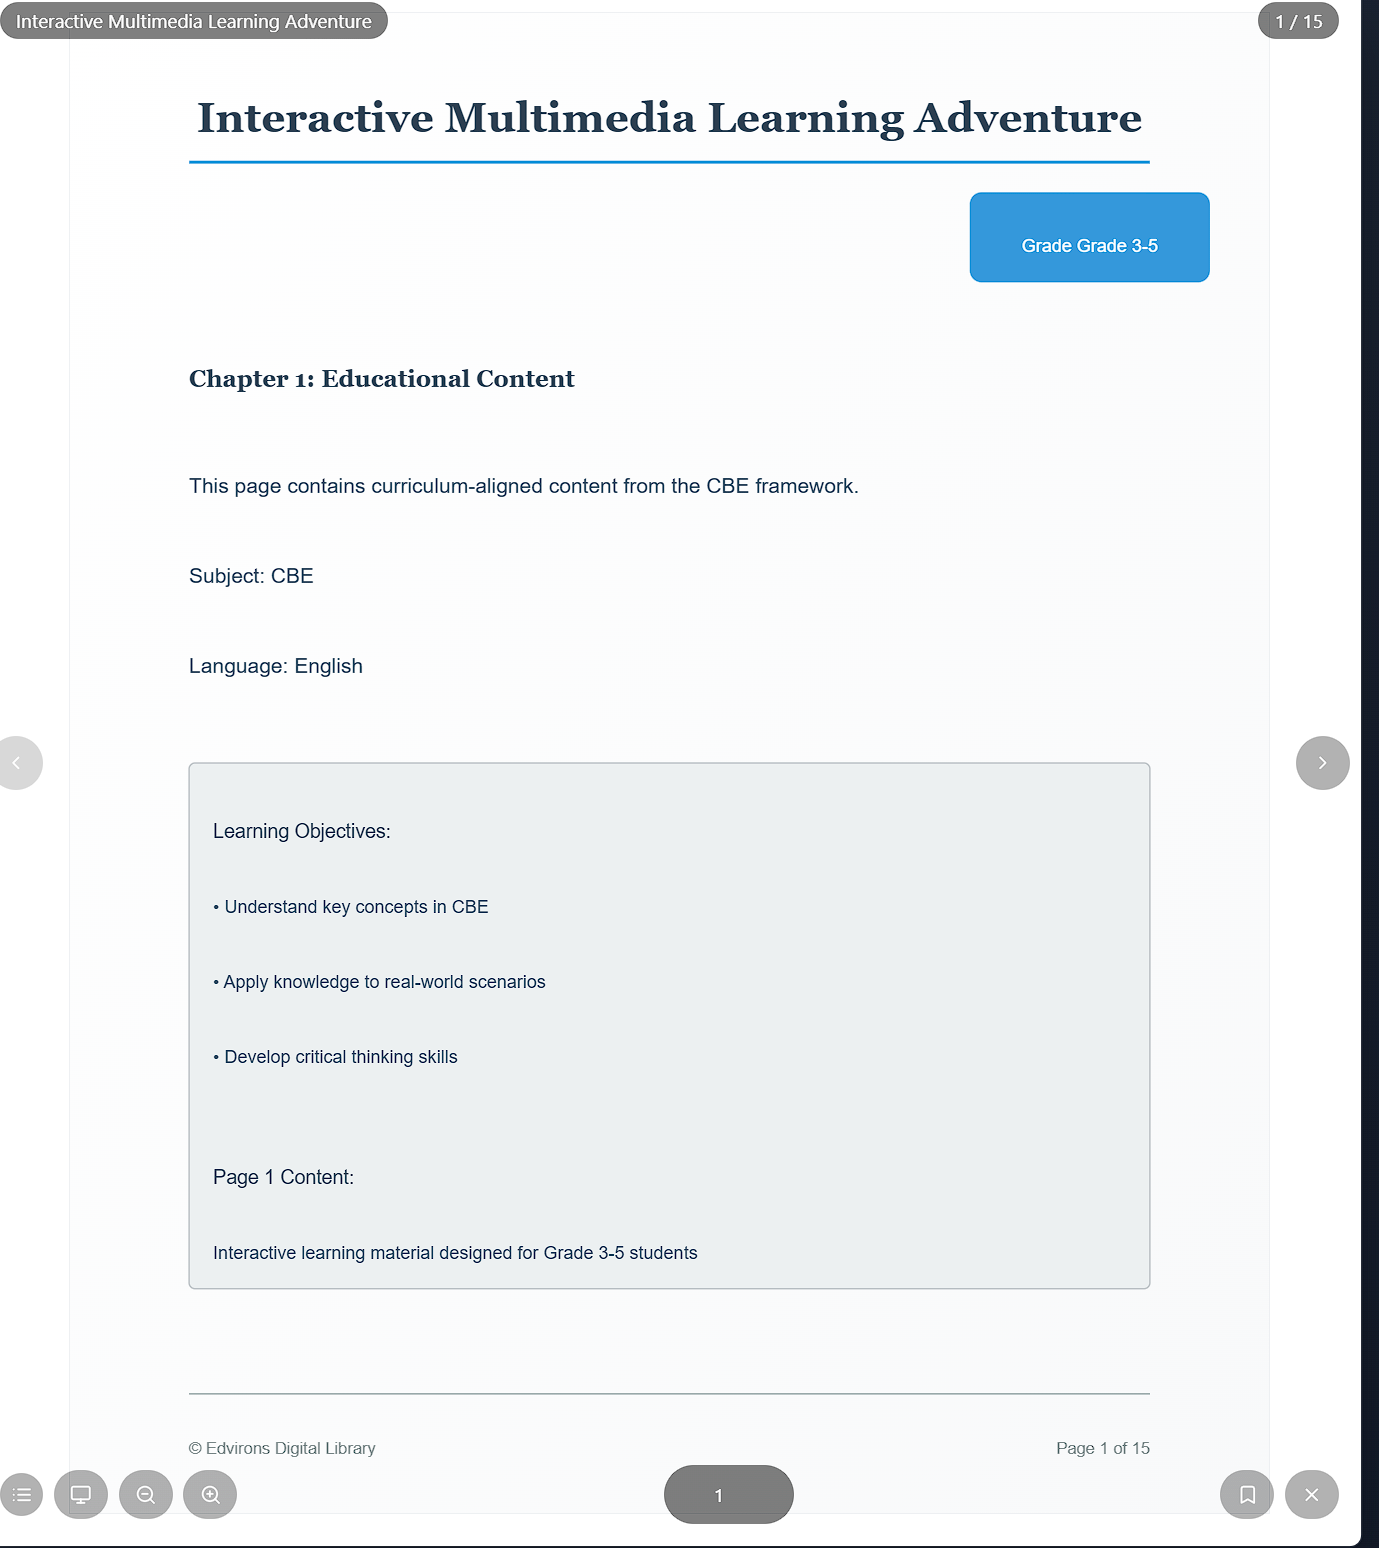 Interactive Multimedia Learning Adventure
1 / 15
Interactive Multimedia Learning Adventure
Grade Grade 3-5
Chapter 1: Educational Content
This page contains curriculum-aligned content from the CBE framework.
Subject: CBE
Language: English
Learning Objectives:
• Understand key concepts in CBE
• Apply knowledge to real-world scenarios
• Develop critical thinking skills
Page 1 Content:
Interactive learning material designed for Grade 3-5 students
© Edvirons Digital Library
Page 1 of 15
1